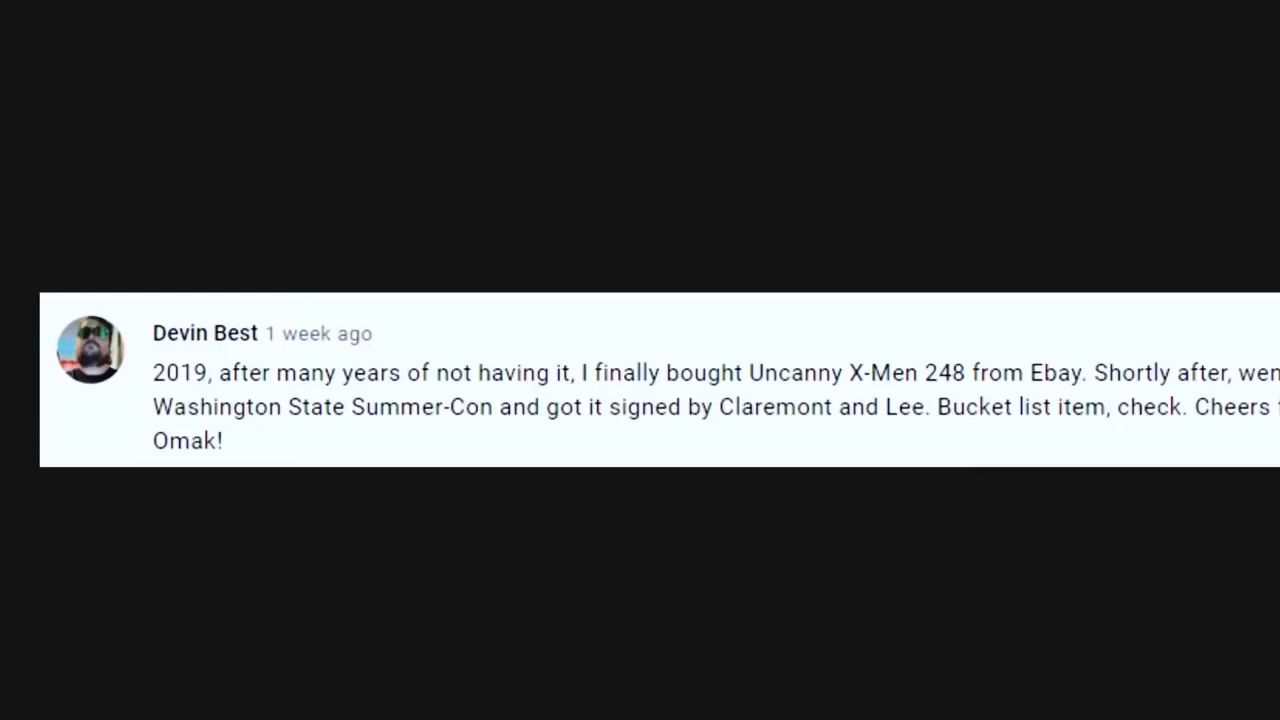 Devin Best 1 week ago
2019, after many years of not having it, I finally bought Uncanny X-Men 248 from Ebay. Shortly after,
Washington State Summer-Con and got it signed by Claremont and Lee. Bucket list item, check. Cheers
Omak!